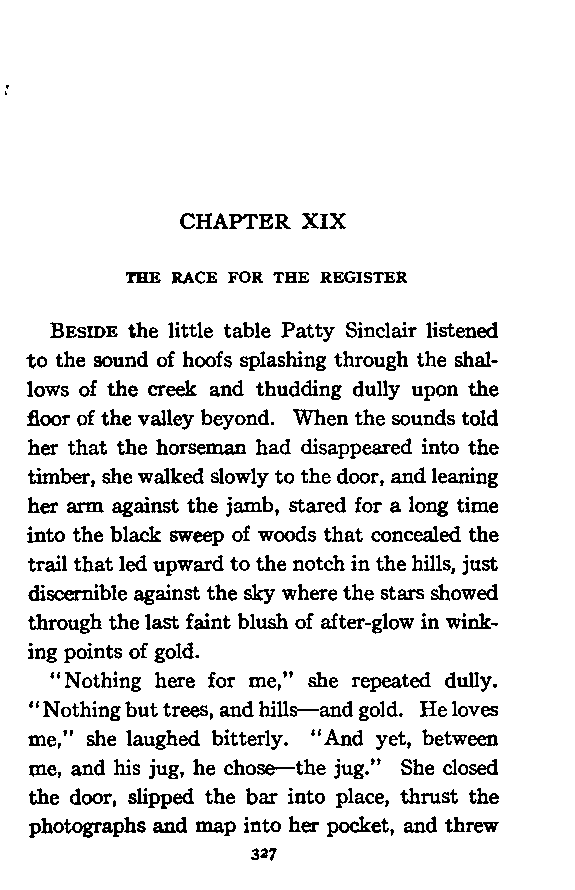 CHAPTER XIX
THE RACE FOR THE REGISTER
BESIDE the little table Patty Sinclair listened
to the sound of hoofs splashing through the shal-
lows of the creek and thudding dully upon the
floor of the valley beyond. When the sounds told
her that the horseman had disappeared into the
timber, she walked slowly to the door, and leaning
her arm against the jamb, stared for a long time
into the black sweep of woods that concealed the
trail that led upward to the notch in the hills, just
discernible against the sky where the stars showed
through the last faint blush of after-glow in wink-
ing points of gold.
"Nothing here for me," she repeated dully.
"Nothing but trees, and hills—and gold. He loves
me," she laughed bitterly. "And yet, between
me, and his jug, he chose—the jug." She closed
the door, slipped the bar into place, thrust the
photographs and map into her pocket, and threw
327